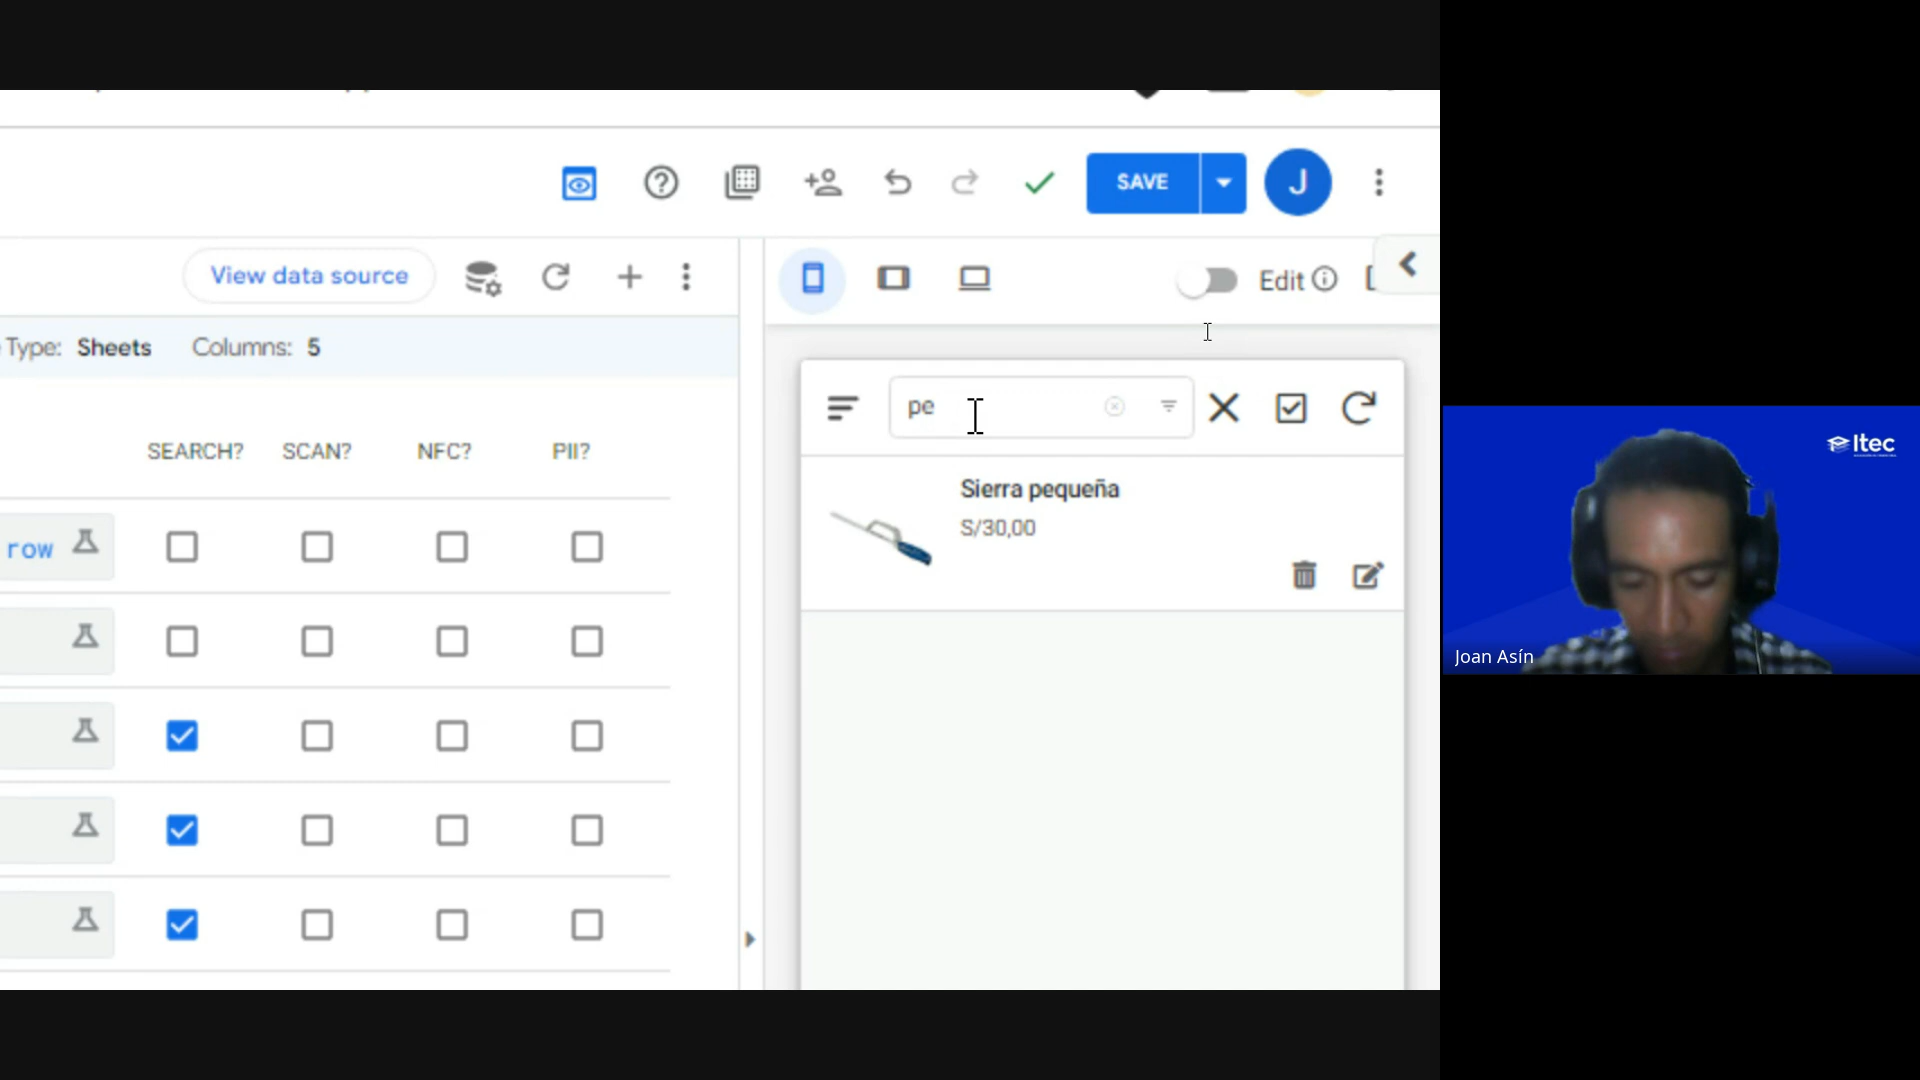 SAVE
J
View data source
Edit
Type: Sheets Columns: 5
pe
SEARCH? SCAN? NFC? PII?
Sierra pequeña
S/30,00
row
Itec
Joan Asín